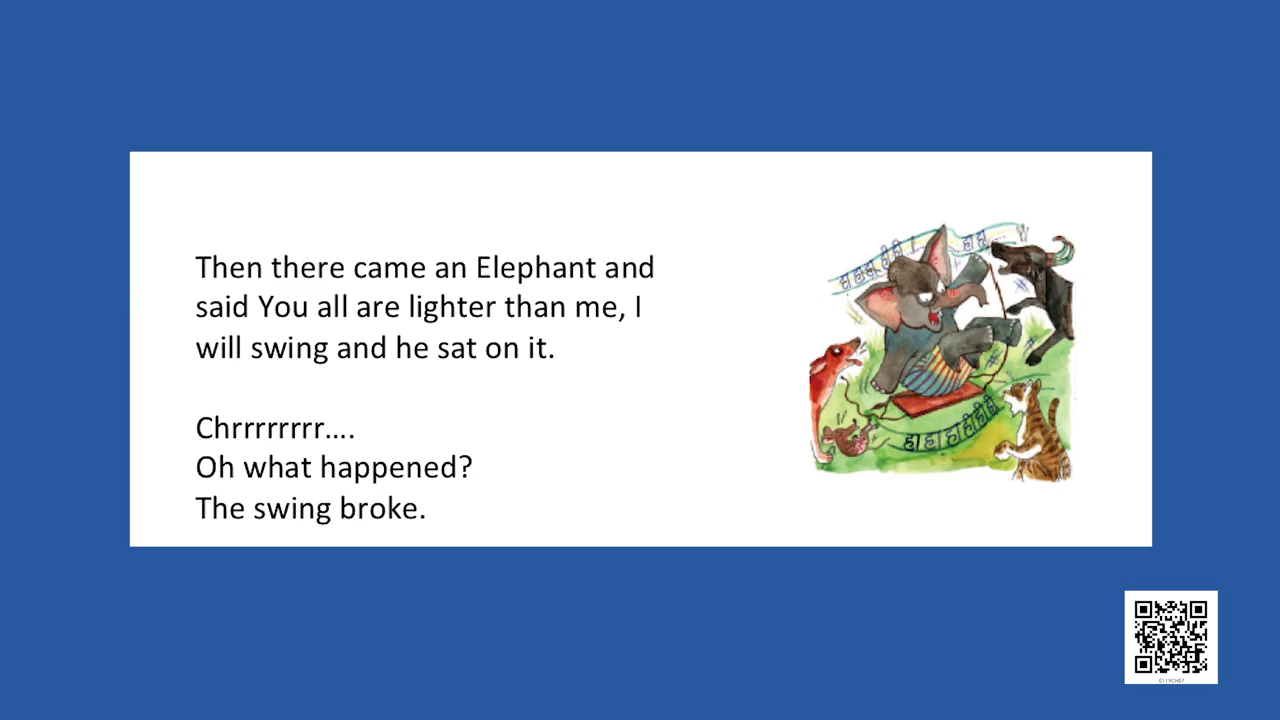 Then there came an Elephant and
said You all are lighter than me, I
will swing and he sat on it.
Chrrrrrrrr....
Oh what happened?
The swing broke.
हा हा
हा हा हा ही ही ही